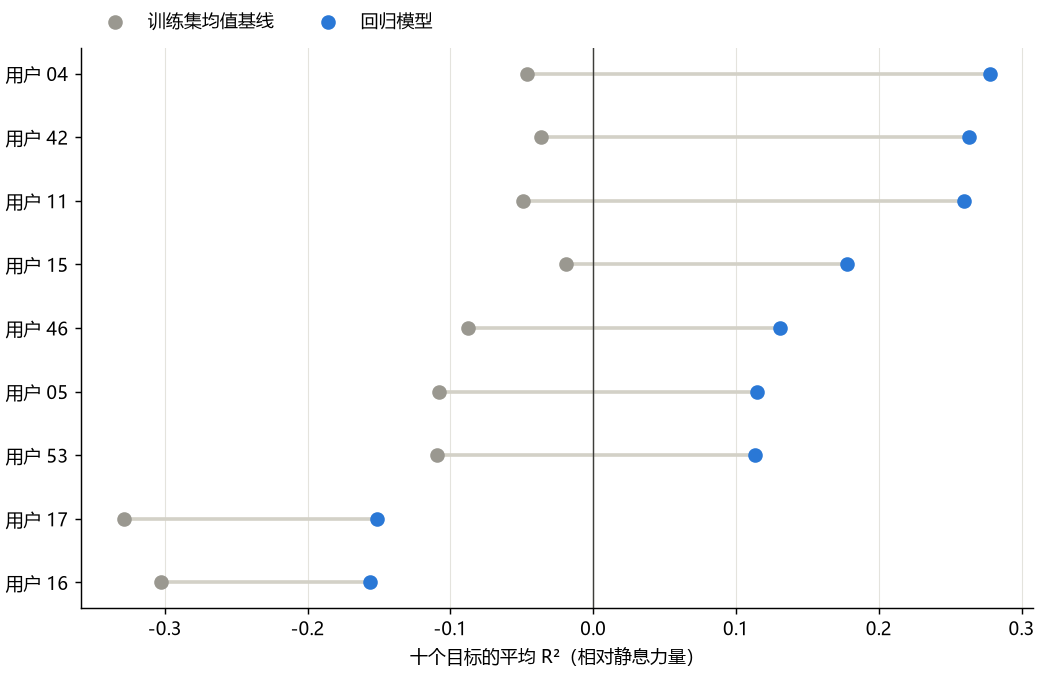 训练集均值基线 回归模型
用户 04
用户 42
用户 11
用户 15
用户 46
用户 05
用户 53
用户 17
用户 16
-0.3 -0.2 -0.1 0.0 0.1 0.2 0.3
十个目标的平均 R²（相对静息力量）